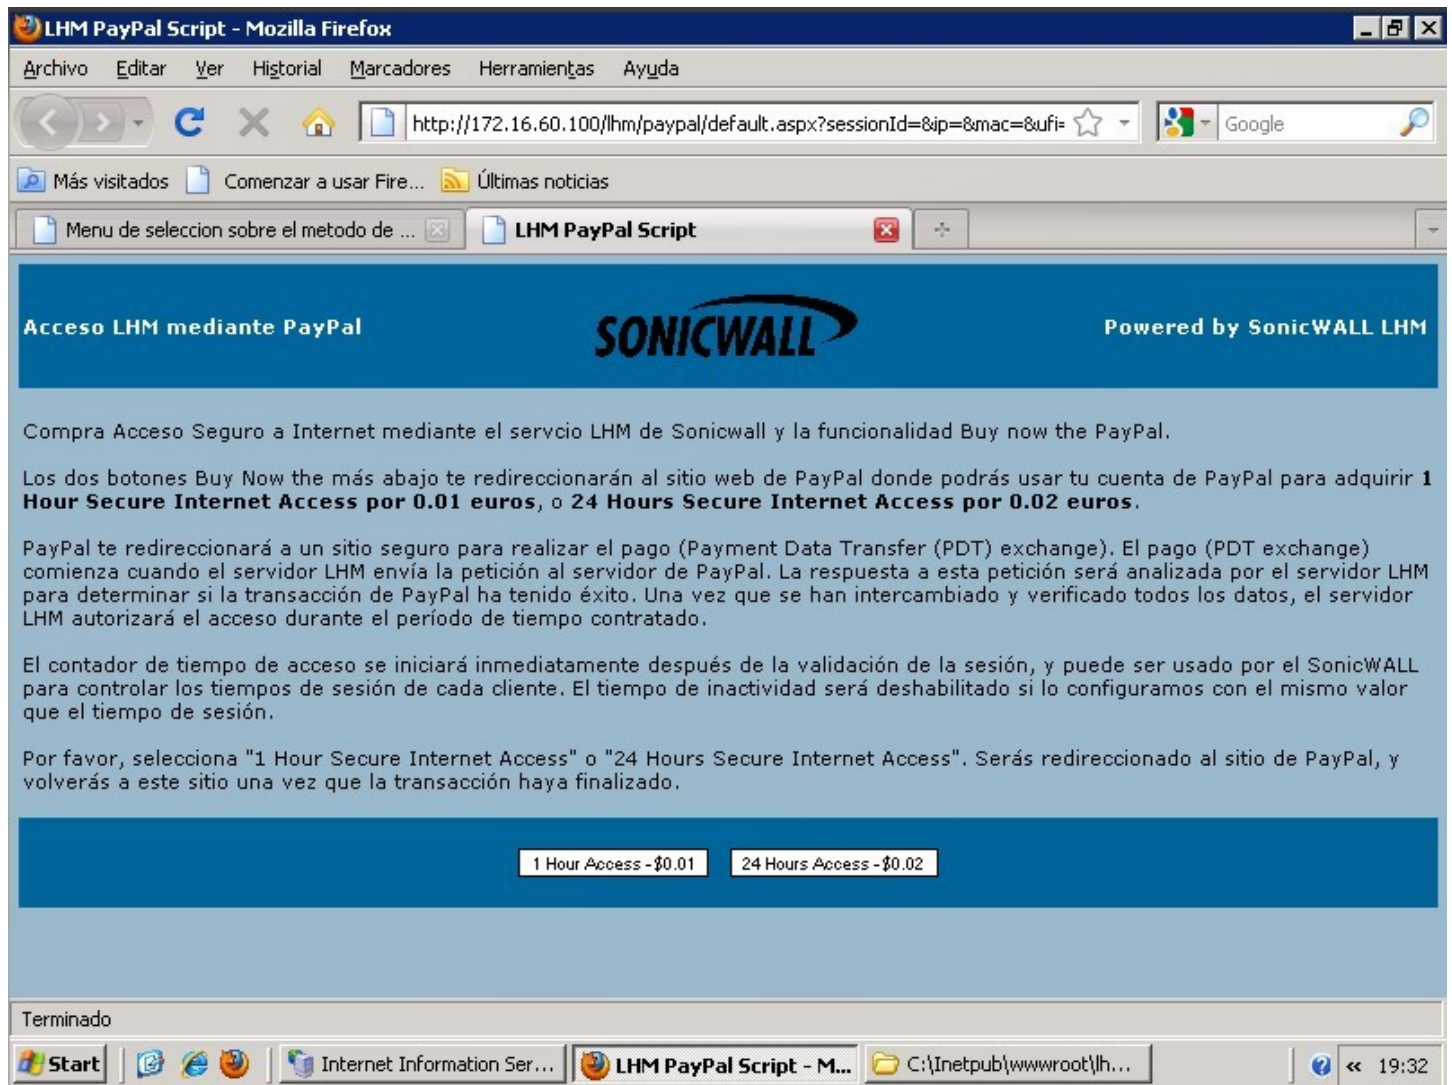 LHM PayPal Script - Mozilla Firefox
Archivo Editar Ver Historial Marcadores Herramientas Ayuda
http://172.16.60.100/lhm/paypal/default.aspx?sessionId=&ip=&mac=&ufi= Google
Más visitados Comenzar a usar Fire... Últimas noticias
Menu de seleccion sobre el metodo de ... LHM PayPal Script
Acceso LHM mediante PayPal SONICWALL Powered by SonicWALL LHM
Compra Acceso Seguro a Internet mediante el servcio LHM de Sonicwall y la funcionalidad Buy now the PayPal.
Los dos botones Buy Now the más abajo te redireccionarán al sitio web de PayPal donde podrás usar tu cuenta de PayPal para adquirir 1
Hour Secure Internet Access por 0.01 euros, o 24 Hours Secure Internet Access por 0.02 euros.
PayPal te redireccionará a un sitio seguro para realizar el pago (Payment Data Transfer (PDT) exchange). El pago (PDT exchange)
comienza cuando el servidor LHM envía la petición al servidor de PayPal. La respuesta a esta petición será analizada por el servidor LHM
para determinar si la transacción de PayPal ha tenido éxito. Una vez que se han intercambiado y verificado todos los datos, el servidor
LHM autorizará el acceso durante el período de tiempo contratado.
El contador de tiempo de acceso se iniciará inmediatamente después de la validación de la sesión, y puede ser usado por el SonicWALL
para controlar los tiempos de sesión de cada cliente. El tiempo de inactividad será deshabilitado si lo configuramos con el mismo valor
que el tiempo de sesión.
Por favor, selecciona "1 Hour Secure Internet Access" o "24 Hours Secure Internet Access". Serás redireccionado al sitio de PayPal, y
volverás a este sitio una vez que la transacción haya finalizado.
1 Hour Access -$0.01 24 Hours Access -$0.02
Terminado
Start Internet Information Ser... LHM PayPal Script - M... C:\Inetpub\wwwroot\lh... « 19:32